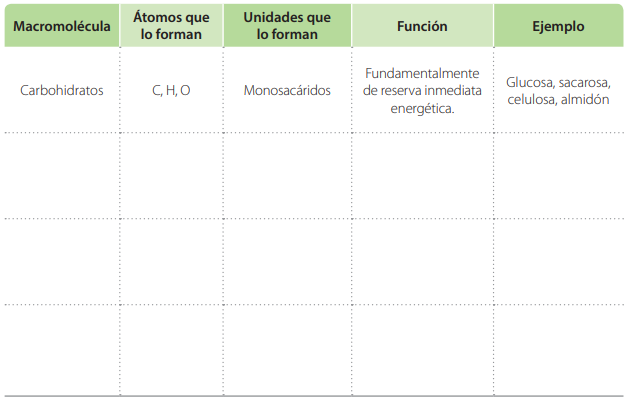 Macromolécula
Átomos que
lo forman
Unidades que
lo forman
Función
Ejemplo
Carbohidratos
C, H, O
Monosacáridos
Fundamentalmente
de reserva inmediata
energética.
Glucosa, sacarosa,
celulosa, almidón